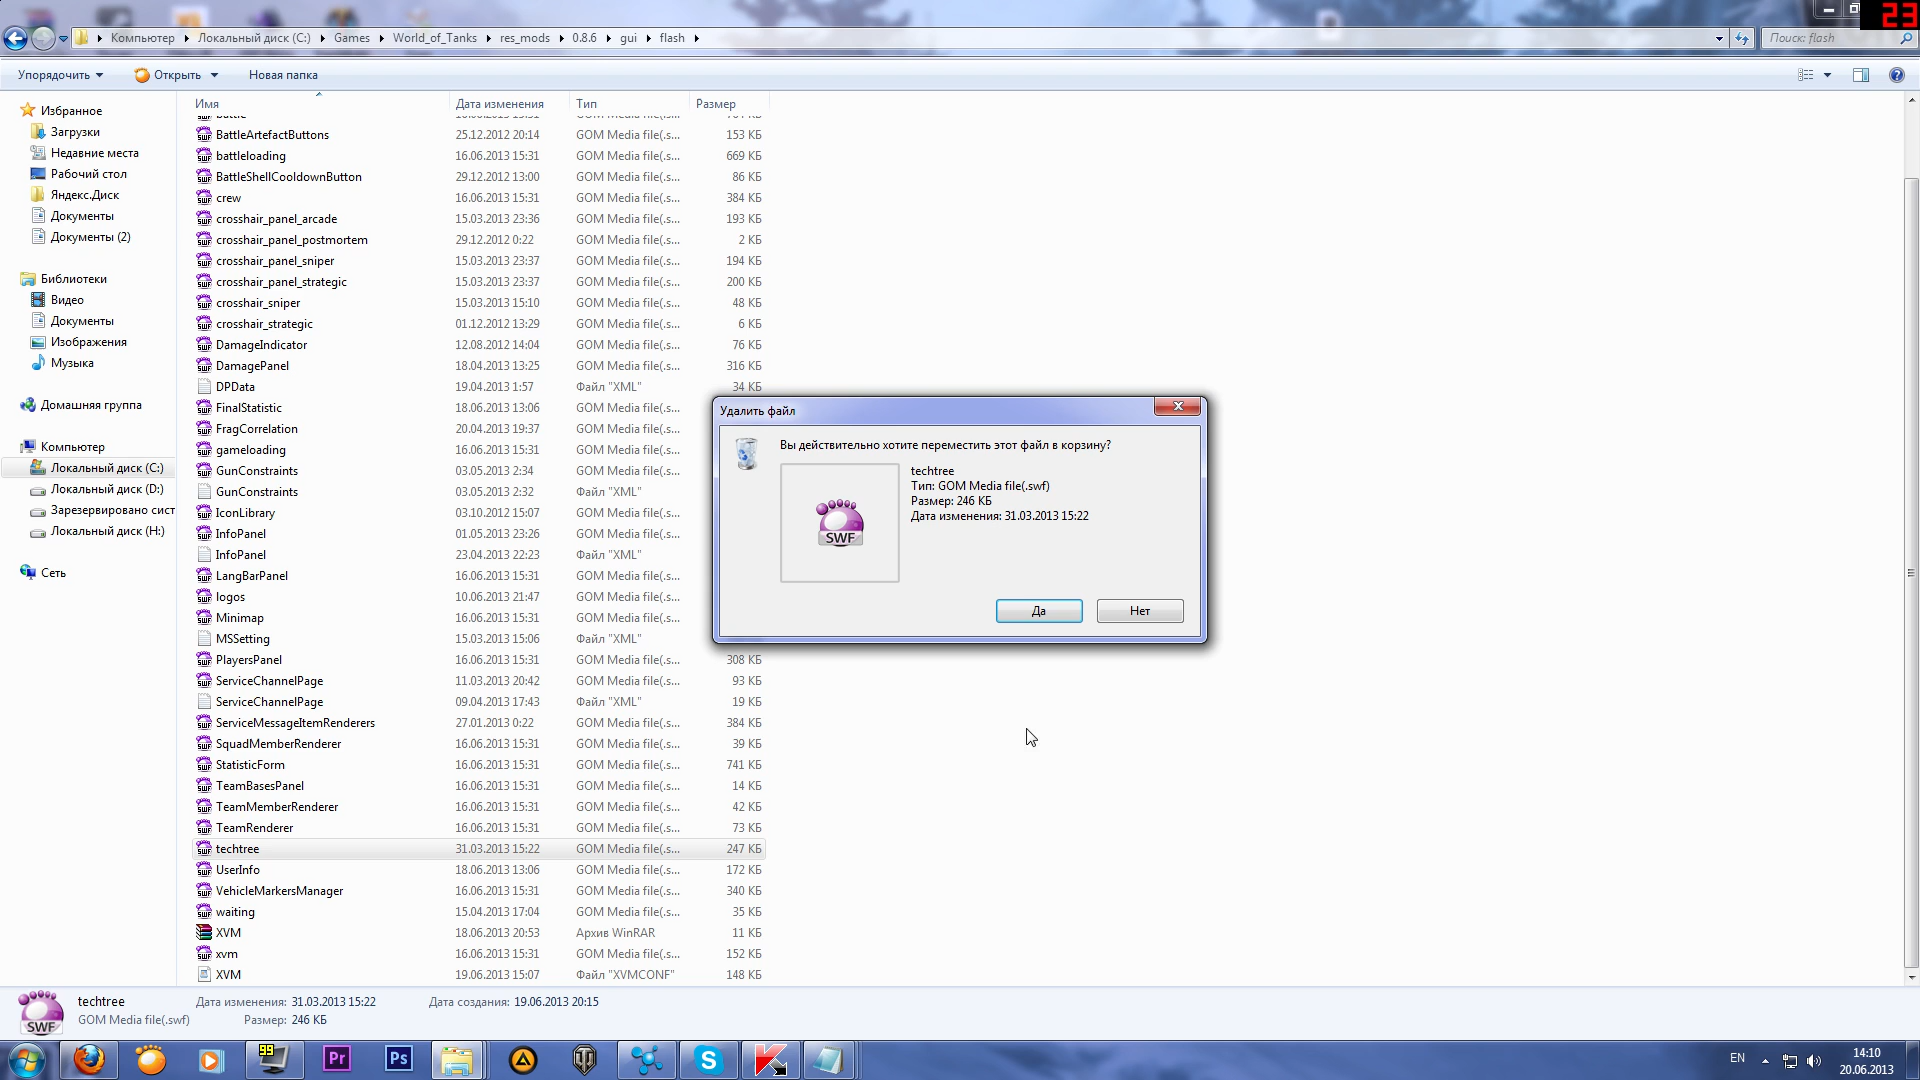 23
Компьютер Локальный диск (C:) Games World_of_Tanks res_mods 0.8.6 gui flash
Поиск: flash
Упорядочить Открыть Новая папка
Имя Дата изменения Тип Размер
BattleArtefactButtons 25.12.2012 20:14 GOM Media file(.s... 153 КБ
battleloading 16.06.2013 15:31 GOM Media file(.s... 669 КБ
BattleShellCooldownButton 29.12.2012 13:00 GOM Media file(.s... 86 КБ
crew 16.06.2013 15:31 GOM Media file(.s... 384 КБ
crosshair_panel_arcade 15.03.2013 23:36 GOM Media file(.s... 193 КБ
crosshair_panel_postmortem 29.12.2012 0:22 GOM Media file(.s... 2 КБ
crosshair_panel_sniper 15.03.2013 23:37 GOM Media file(.s... 194 КБ
crosshair_panel_strategic 15.03.2013 23:37 GOM Media file(.s... 200 КБ
crosshair_sniper 15.03.2013 15:10 GOM Media file(.s... 48 КБ
crosshair_strategic 01.12.2012 13:29 GOM Media file(.s... 6 КБ
DamageIndicator 12.08.2012 14:04 GOM Media file(.s... 76 КБ
DamagePanel 18.04.2013 13:25 GOM Media file(.s... 316 КБ
DPData 19.04.2013 1:57 Файл "XML" 34 КБ
FinalStatistic 18.06.2013 13:06 GOM Media file(.s...
FragCorrelation 20.04.2013 19:37 GOM Media file(.s...
gameloading 16.06.2013 15:31 GOM Media file(.s...
GunConstraints 03.05.2013 2:34 GOM Media file(.s...
GunConstraints 03.05.2013 2:32 Файл "XML"
IconLibrary 03.10.2012 15:07 GOM Media file(.s...
InfoPanel 01.05.2013 23:26 GOM Media file(.s...
InfoPanel 23.04.2013 22:23 Файл "XML"
LangBarPanel 16.06.2013 15:31 GOM Media file(.s...
logos 10.06.2013 21:47 GOM Media file(.s...
Minimap 16.06.2013 15:31 GOM Media file(.s...
MSSetting 15.03.2013 15:06 Файл "XML"
PlayersPanel 16.06.2013 15:31 GOM Media file(.s... 308 КБ
ServiceChannelPage 11.03.2013 20:42 GOM Media file(.s... 93 КБ
ServiceChannelPage 09.04.2013 17:43 Файл "XML" 19 КБ
ServiceMessageItemRenderers 27.01.2013 0:22 GOM Media file(.s... 384 КБ
SquadMemberRenderer 16.06.2013 15:31 GOM Media file(.s... 39 КБ
StatisticForm 16.06.2013 15:31 GOM Media file(.s... 741 КБ
TeamBasesPanel 16.06.2013 15:31 GOM Media file(.s... 14 КБ
TeamMemberRenderer 16.06.2013 15:31 GOM Media file(.s... 42 КБ
TeamRenderer 16.06.2013 15:31 GOM Media file(.s... 73 КБ
techtree 31.03.2013 15:22 GOM Media file(.s... 247 КБ
UserInfo 18.06.2013 13:06 GOM Media file(.s... 172 КБ
VehicleMarkersManager 16.06.2013 15:31 GOM Media file(.s... 340 КБ
waiting 15.04.2013 17:04 GOM Media file(.s... 35 КБ
XVM 18.06.2013 20:53 Архив WinRAR 11 КБ
xvm 16.06.2013 15:31 GOM Media file(.s... 152 КБ
XVM 19.06.2013 15:07 Файл "XVMCONF" 148 КБ
Избранное
Загрузки
Недавние места
Рабочий стол
Яндекс.Диск
Документы
Документы (2)
Библиотеки
Видео
Документы
Изображения
Музыка
Домашняя группа
Компьютер
Локальный диск (C:)
Локальный диск (D:)
Зарезервировано сист
Локальный диск (H:)
Сеть
Удалить файл
Вы действительно хотите переместить этот файл в корзину?
SWF
techtree
Тип: GOM Media file(.swf)
Размер: 246 КБ
Дата изменения: 31.03.2013 15:22
Да Нет
SWF
techtree Дата изменения: 31.03.2013 15:22 Дата создания: 19.06.2013 20:15
GOM Media file(.swf) Размер: 246 КБ
99
Pr
Ps
S
EN
14:10
20.06.2013